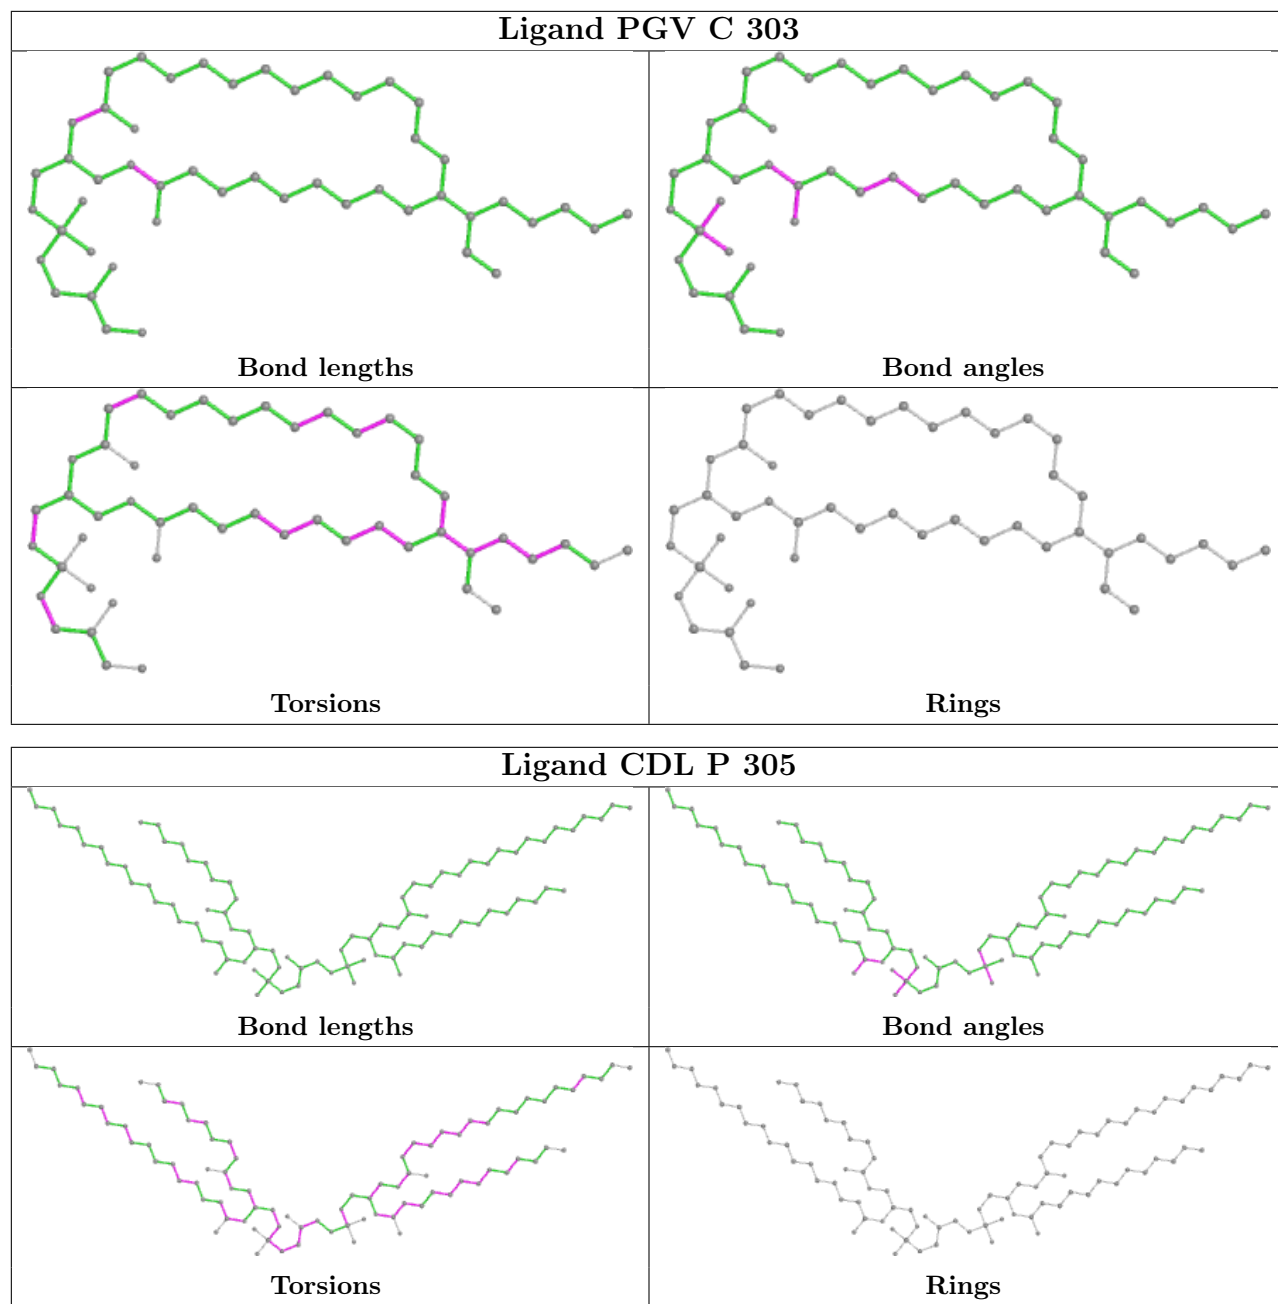 Ligand PGV C 303
Bond lengths
Bond angles
Torsions
Rings
Ligand CDL P 305
Bond lengths
Bond angles
Torsions
Rings